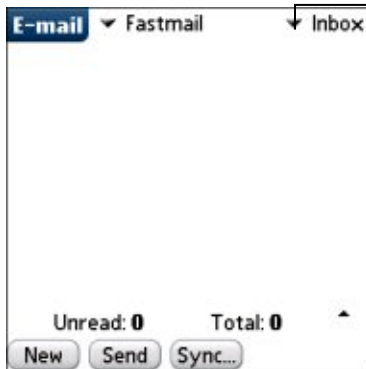 E-mail Fastmail Inbox
Unread: 0 Total: 0
New Send Sync...